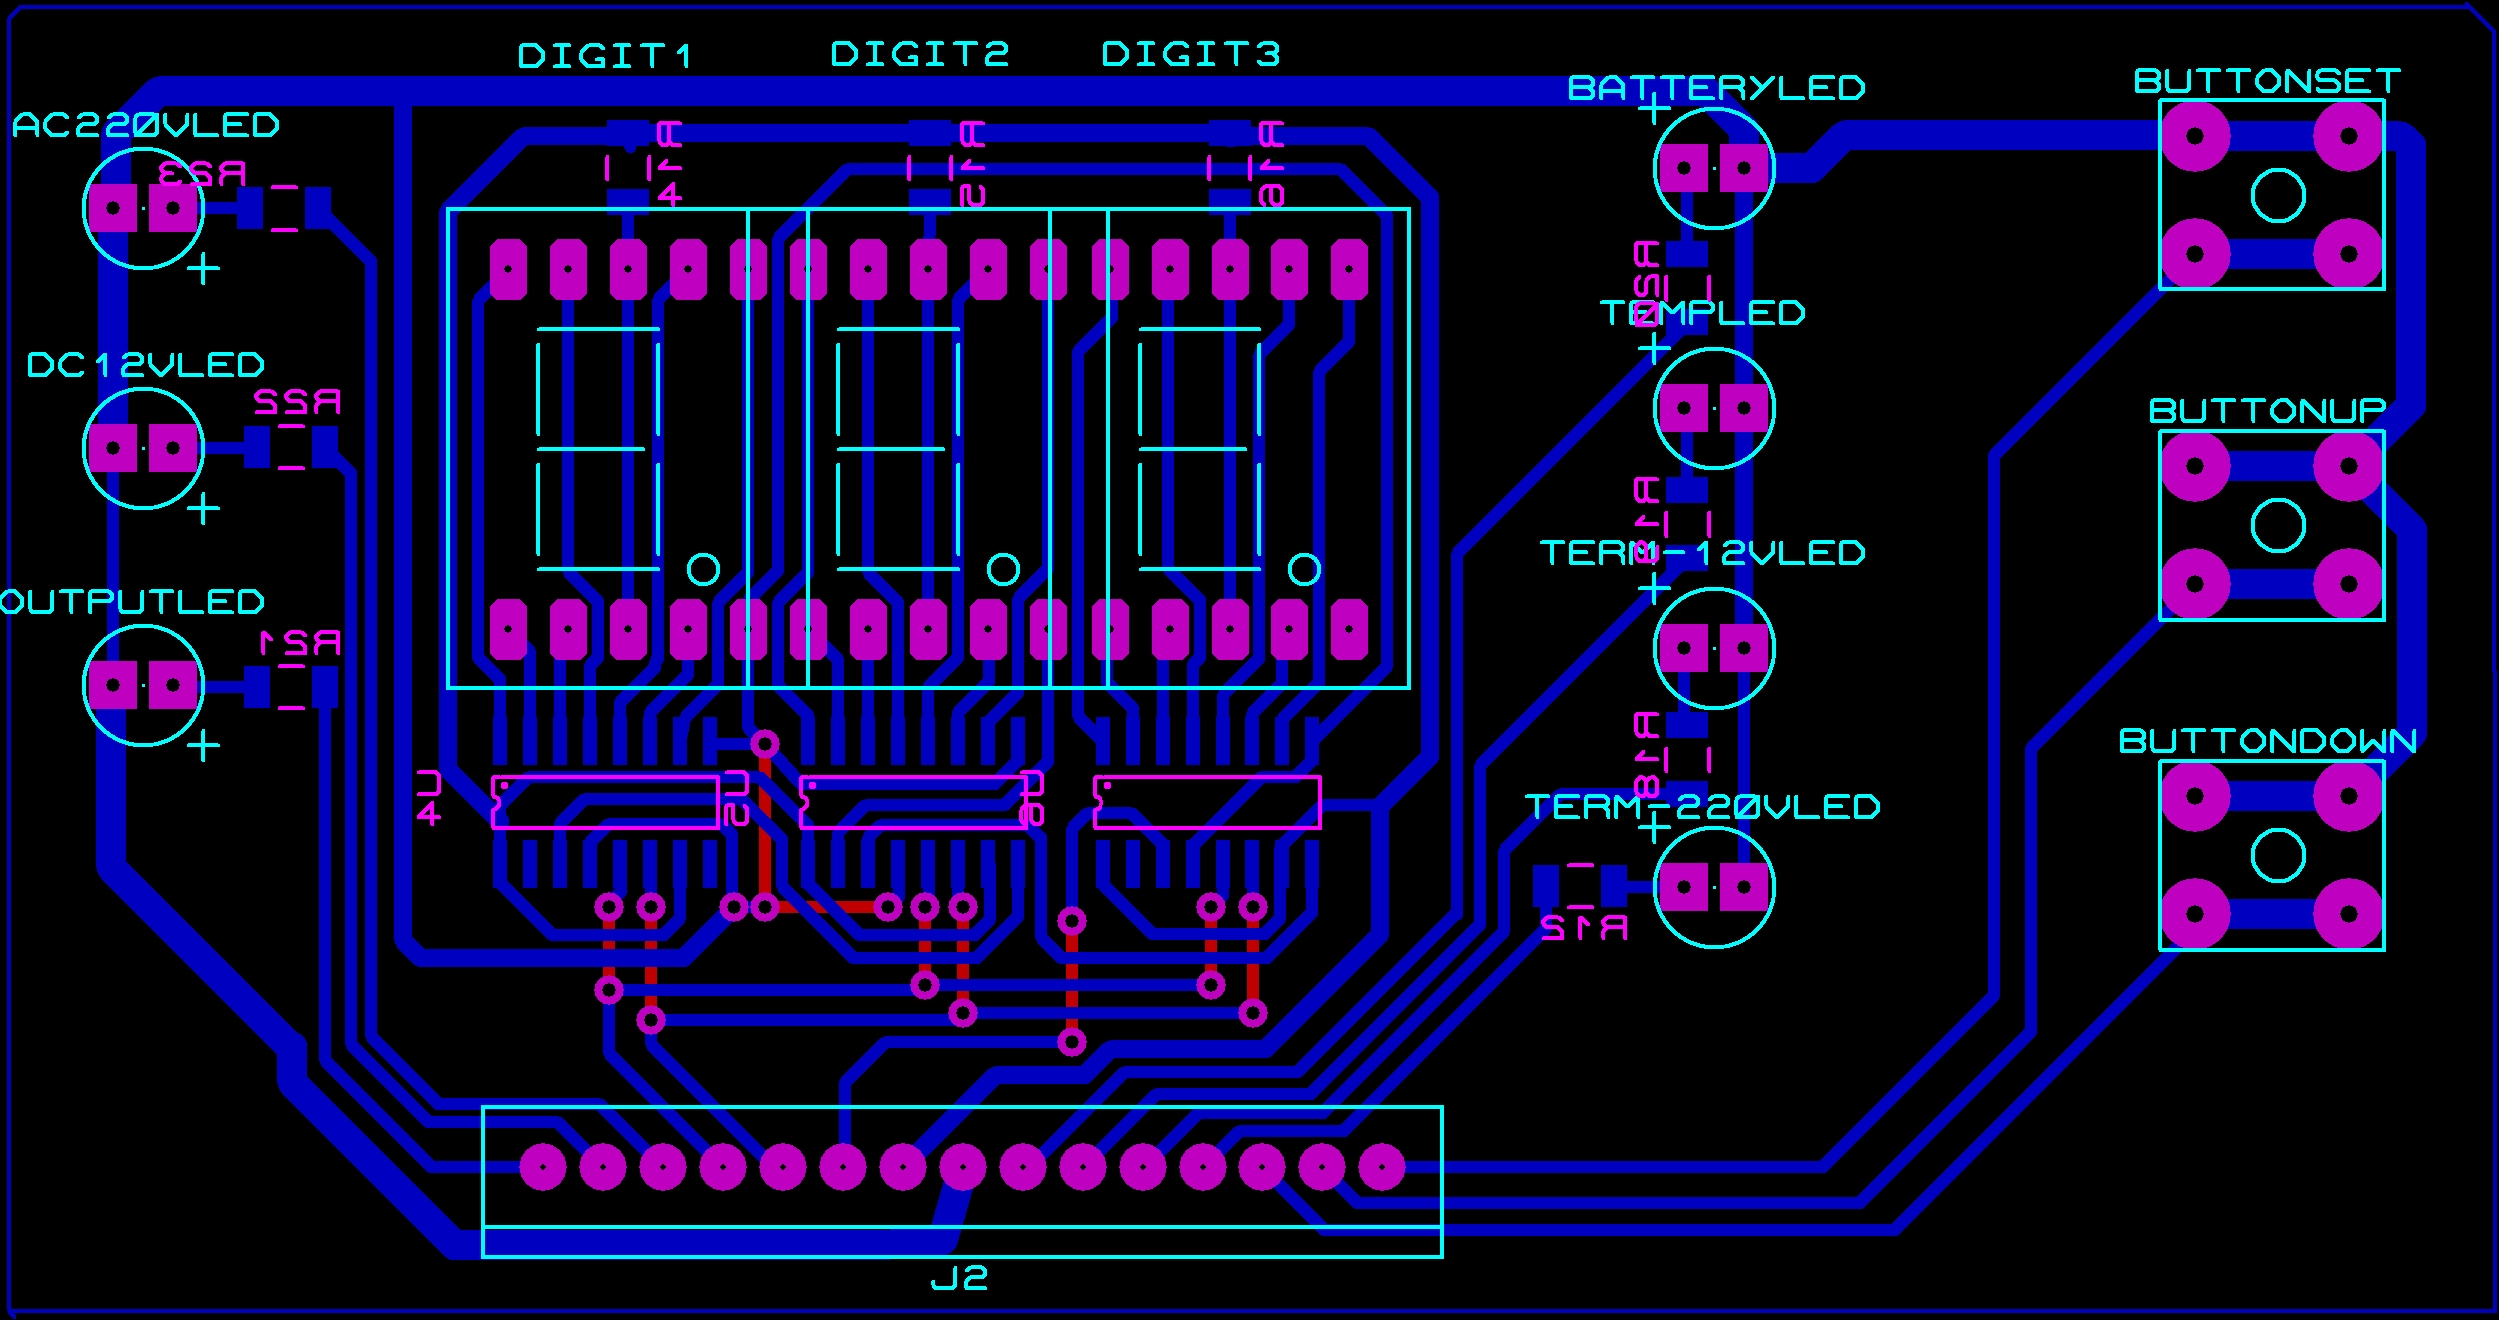 DIGIT1
DIGIT2
DIGIT3
BATTERYLED
BUTTONSET
AC220VLED
R23
R14
R15
R16
R20
TEMPLED
DC12VLED
R22
BUTTONUP
R19
TERM-12VLED
OUTPUTLED
R21
R18
BUTTONDOWN
U4
U5
U6
TERM-220VLED
R12
J2